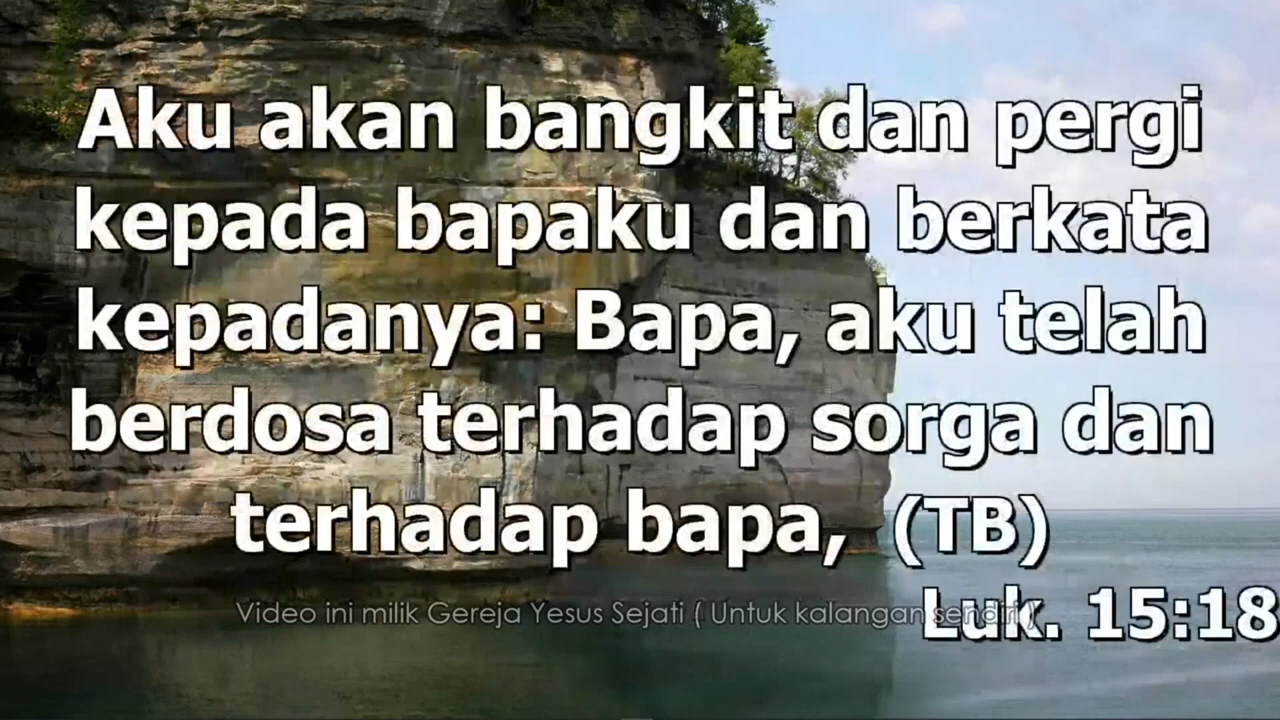 Aku akan bangkit dan pergi
kepada bapaku dan berkata
kepadanya: Bapa, aku telah
berdosa terhadap sorga dan
terhadap bapa, (TB)
Luk. 15:18
Video ini milik Gereja Yesus Sejati ( Untuk kalangan sendiri )